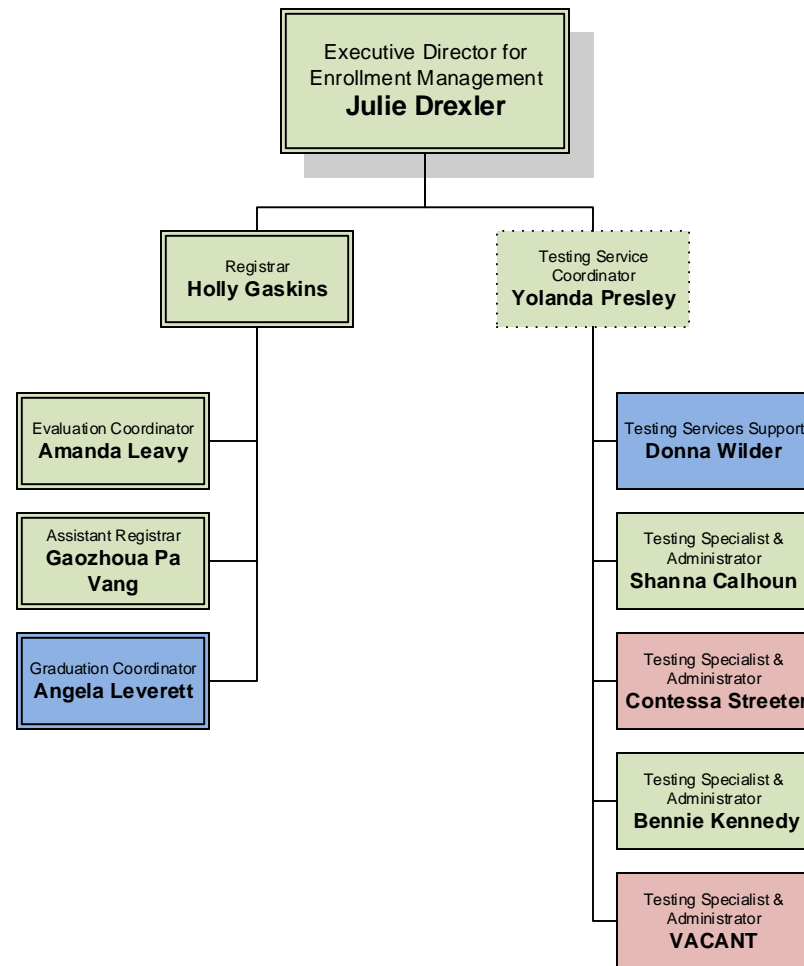 Executive Director for
Enrollment Management
Julie Drexler
Registrar
Holly Gaskins
Testing Service
Coordinator
Yolanda Presley
Evaluation Coordinator
Amanda Leavy
Assistant Registrar
Gaozhoua Pa
Vang
Graduation Coordinator
Angela Leverett
Testing Services Support
Donna Wilder
Testing Specialist &
Administrator
Shanna Calhoun
Testing Specialist &
Administrator
Contessa Streeter
Testing Specialist &
Administrator
Bennie Kennedy
Testing Specialist &
Administrator
VACANT